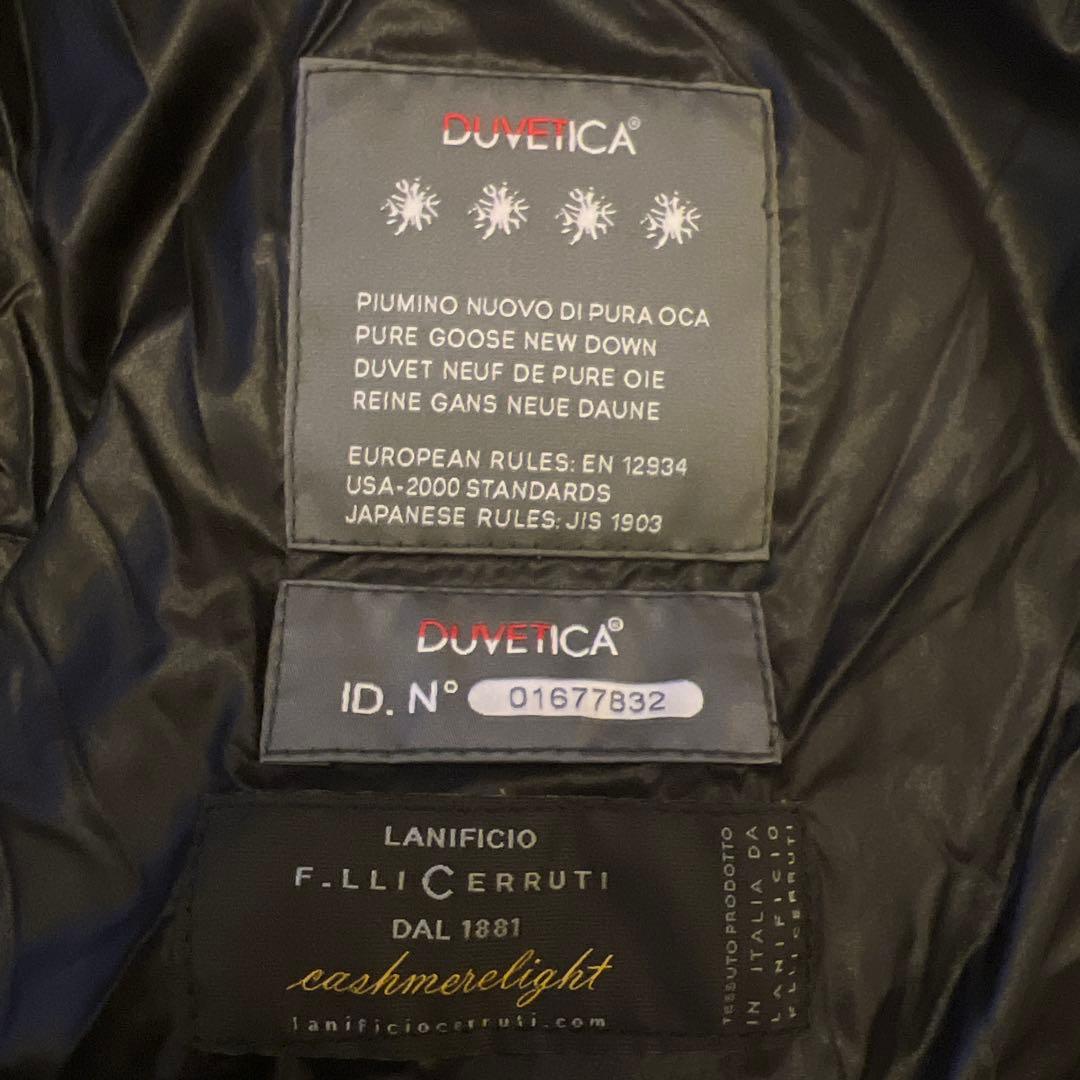 DUVETICA®
PIUMINO NUOVO DI PURA OCA
PURE GOOSE NEW DOWN
DUVET NEUF DE PURE OIE
REINE GANS NEUE DAUNE
EUROPEAN RULES: EN 12934
USA-2000 STANDARDS
JAPANESE RULES: JIS 1903
DUVETICA®
ID. N° 01677832
LANIFICIO
F.LLI CERRUTI
DAL 1881
cashmerelight
lanificiocerruti.com
TESSUTO PRODOTTO
IN ITALIA DA
LANIFICIO
F.LLI CERRUTI